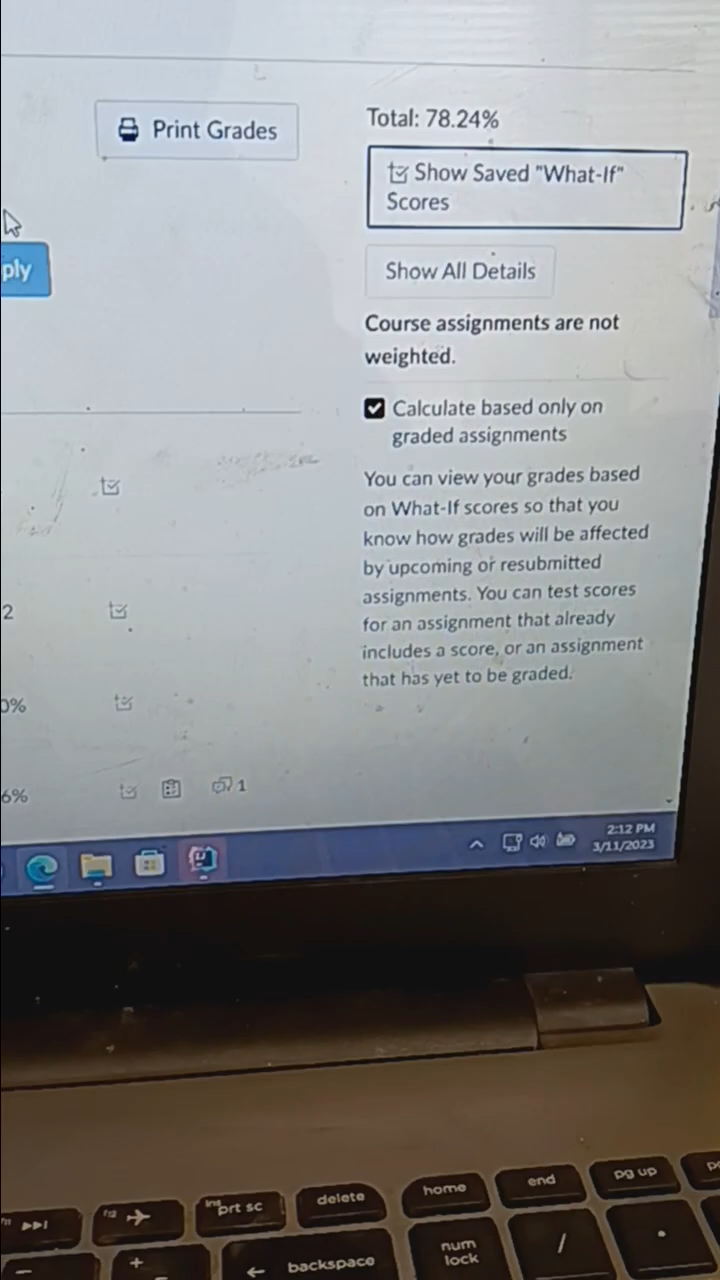 Print Grades
Total: 78.24%
Show Saved "What-If"
Scores
ply
Show All Details
Course assignments are not
weighted.
Calculate based only on
graded assignments
You can view your grades based
on What-If scores so that you
know how grades will be affected
by upcoming or resubmitted
assignments. You can test scores
for an assignment that already
includes a score, or an assignment
that has yet to be graded.
2
0%
6%
1
2:12 PM
3/11/2023
f11
f12
ins
prt sc
delete
home
end
pg up
-
+
backspace
num
lock
/